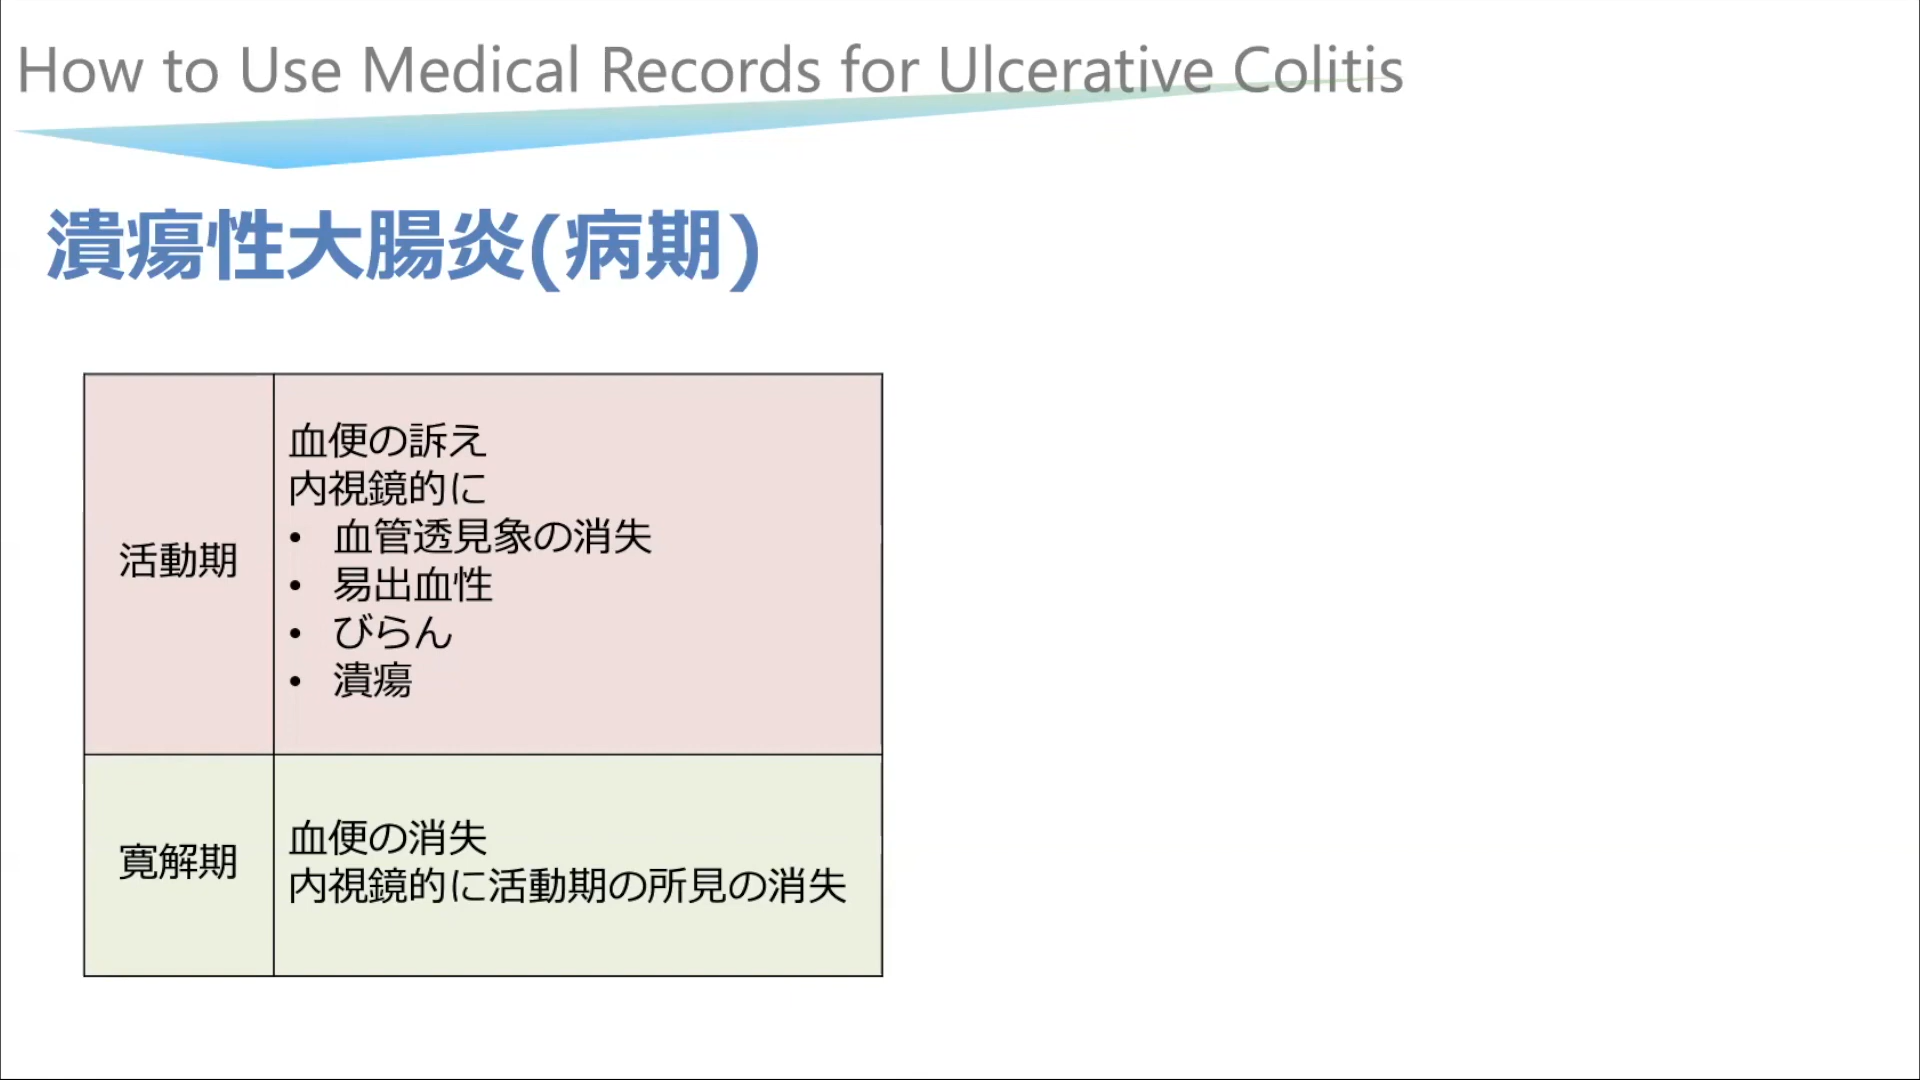 How to Use Medical Records for Ulcerative Colitis
潰瘍性大腸炎(病期)
活動期
血便の訴え
内視鏡的に
• 血管透見象の消失
• 易出血性
• びらん
• 潰瘍
寛解期
血便の消失
内視鏡的に活動期の所見の消失